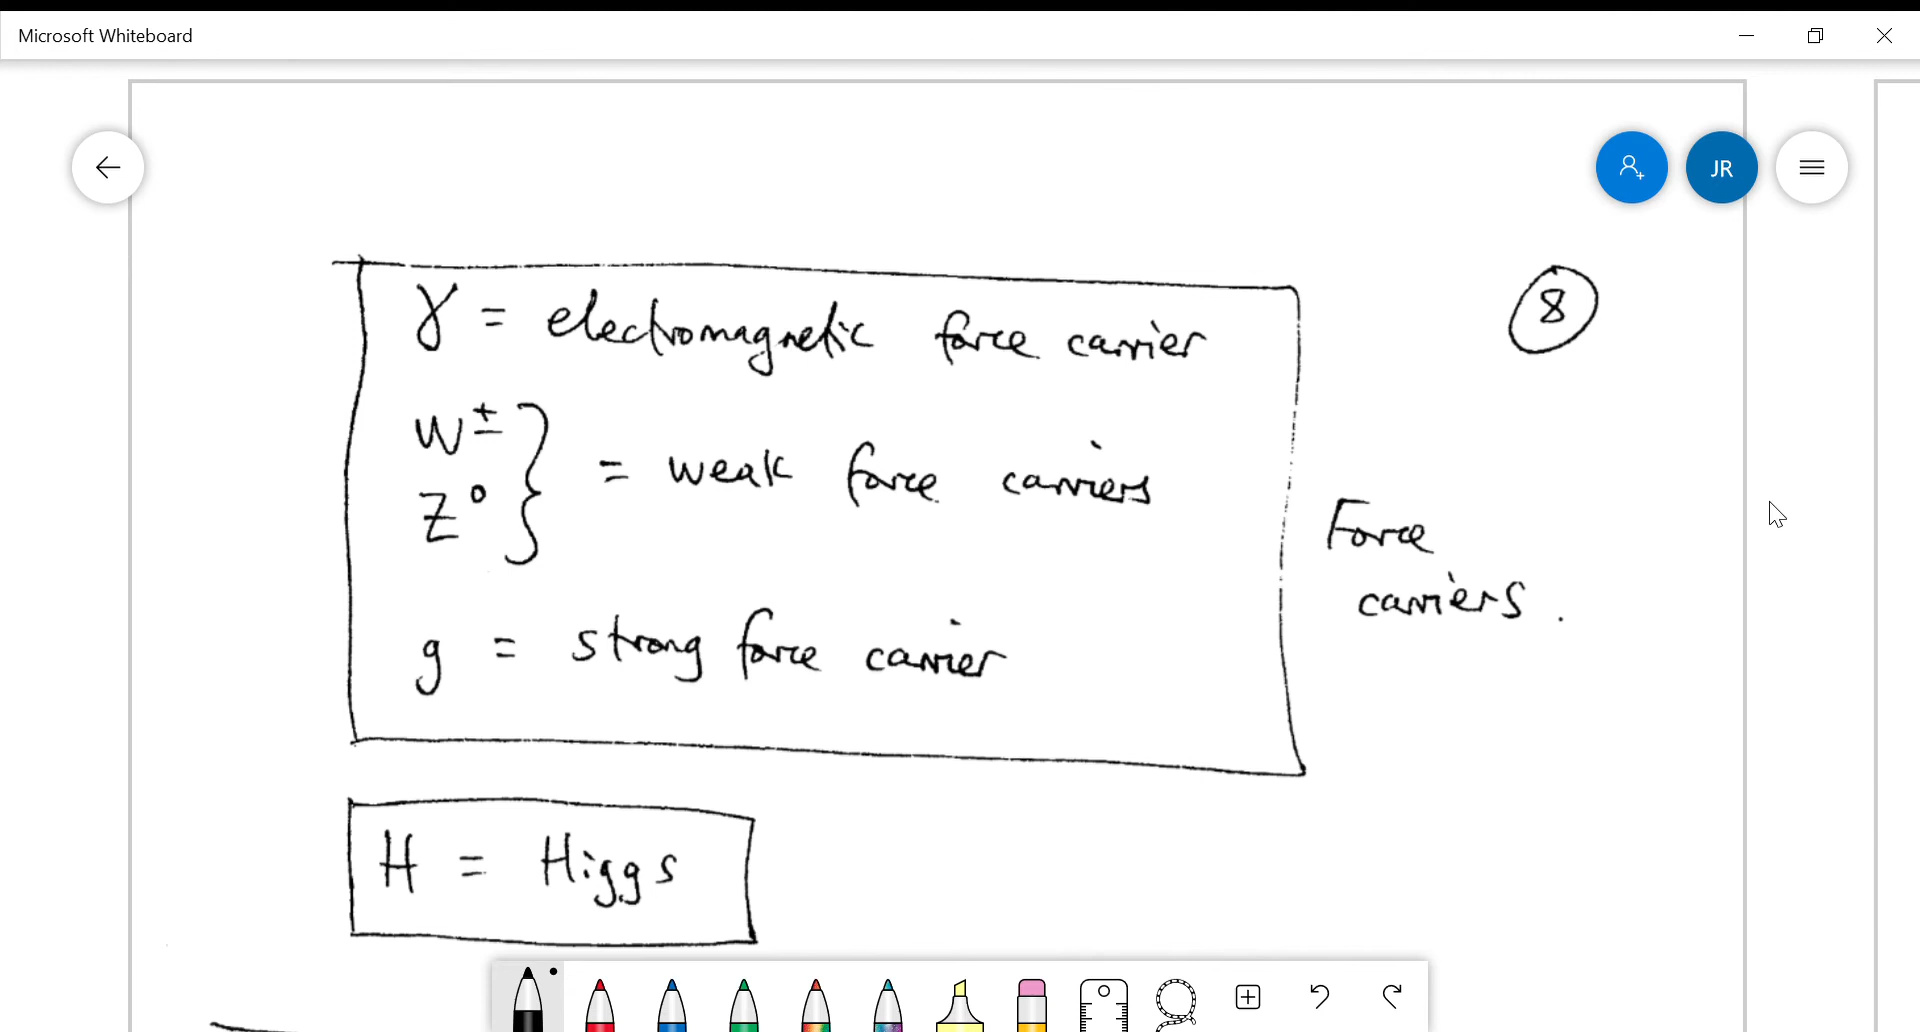 Microsoft Whiteboard
JR
γ = electromagnetic force carrier
8
W±
Z⁰
} = weak force carriers
Force
carriers.
g = strong force carrier
H = Higgs